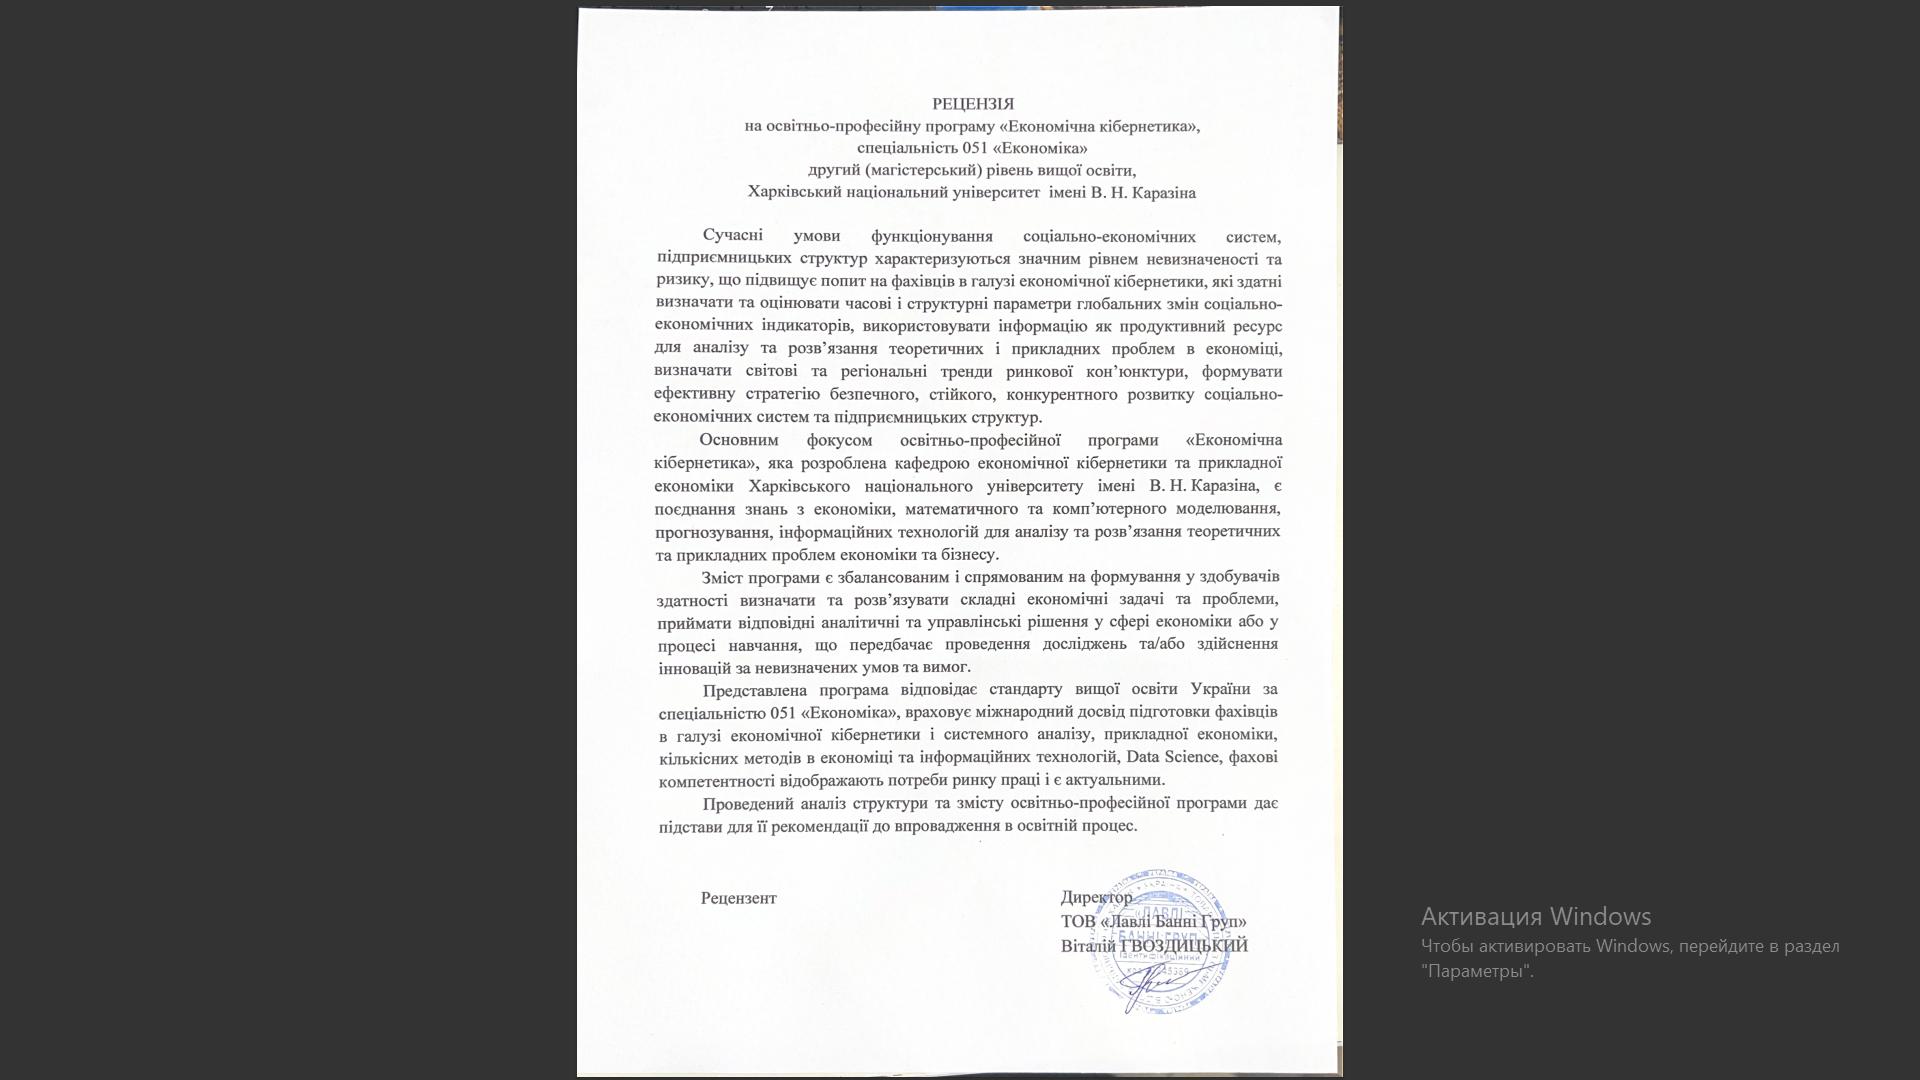 РЕЦЕНЗІЯ
на освітньо-професійну програму «Економічна кібернетика»,
спеціальність 051 «Економіка»
другий (магістерський) рівень вищої освіти,
Харківський національний університет імені В. Н. Каразіна
Сучасні умови функціонування соціально-економічних систем,
підприємницьких структур характеризуються значним рівнем невизначеності та
ризику, що підвищує попит на фахівців в галузі економічної кібернетики, які здатні
визначати та оцінювати часові і структурні параметри глобальних змін соціально-
економічних індикаторів, використовувати інформацію як продуктивний ресурс
для аналізу та розв’язання теоретичних і прикладних проблем в економіці,
визначати світові та регіональні тренди ринкової кон’юнктури, формувати
ефективну стратегію безпечного, стійкого, конкурентного розвитку соціально-
економічних систем та підприємницьких структур.
Основним фокусом освітньо-професійної програми «Економічна
кібернетика», яка розроблена кафедрою економічної кібернетики та прикладної
економіки Харківського національного університету імені В. Н. Каразіна, є
поєднання знань з економіки, математичного та комп’ютерного моделювання,
прогнозування, інформаційних технологій для аналізу та розв’язання теоретичних
та прикладних проблем економіки та бізнесу.
Зміст програми є збалансованим і спрямованим на формування у здобувачів
здатності визначати та розв’язувати складні економічні задачі та проблеми,
приймати відповідні аналітичні та управлінські рішення у сфері економіки або у
процесі навчання, що передбачає проведення досліджень та/або здійснення
інновацій за невизначених умов та вимог.
Представлена програма відповідає стандарту вищої освіти України за
спеціальністю 051 «Економіка», враховує міжнародний досвід підготовки фахівців
в галузі економічної кібернетики і системного аналізу, прикладної економіки,
кількісних методів в економіці та інформаційних технологій, Data Science, фахові
компетентності відображають потреби ринку праці і є актуальними.
Проведений аналіз структури та змісту освітньо-професійної програми дає
підстави для її рекомендації до впровадження в освітній процес.
Рецензент
Директор
ТОВ «Лавлі Банні Груп»
Віталій ГВОЗДИЦЬКИЙ
«ЛАВЛІ
БАННІ ГРУП
Ідентифікаційний
код
Активация Windows
Чтобы активировать Windows, перейдите в раздел
"Параметры".